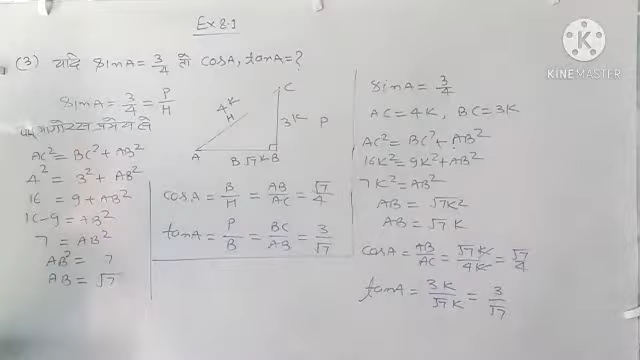 Ex 8.1
KINEMASTER
(3) यदि sinA = 3/4 हो cosA, tanA = ?
sinA = 3/4 = P/H
पाइथागोरस प्रमेय से
AC² = BC² + AB²
4² = 3² + AB²
16 = 9 + AB²
16-9 = AB²
7 = AB²
AB² = 7
AB = √7
C
4K
H
3K P
A B √7K B
cosA = B/H = AB/AC = √7/4
tanA = P/B = BC/AB = 3/√7
sinA = 3/4
AC = 4K, BC = 3K
AC² = BC² + AB²
16K² = 9K² + AB²
7K² = AB²
AB = √7K²
AB = √7 K
cosA = AB/AC = √7K/4K = √7/4
tanA = 3K/√7K = 3/√7